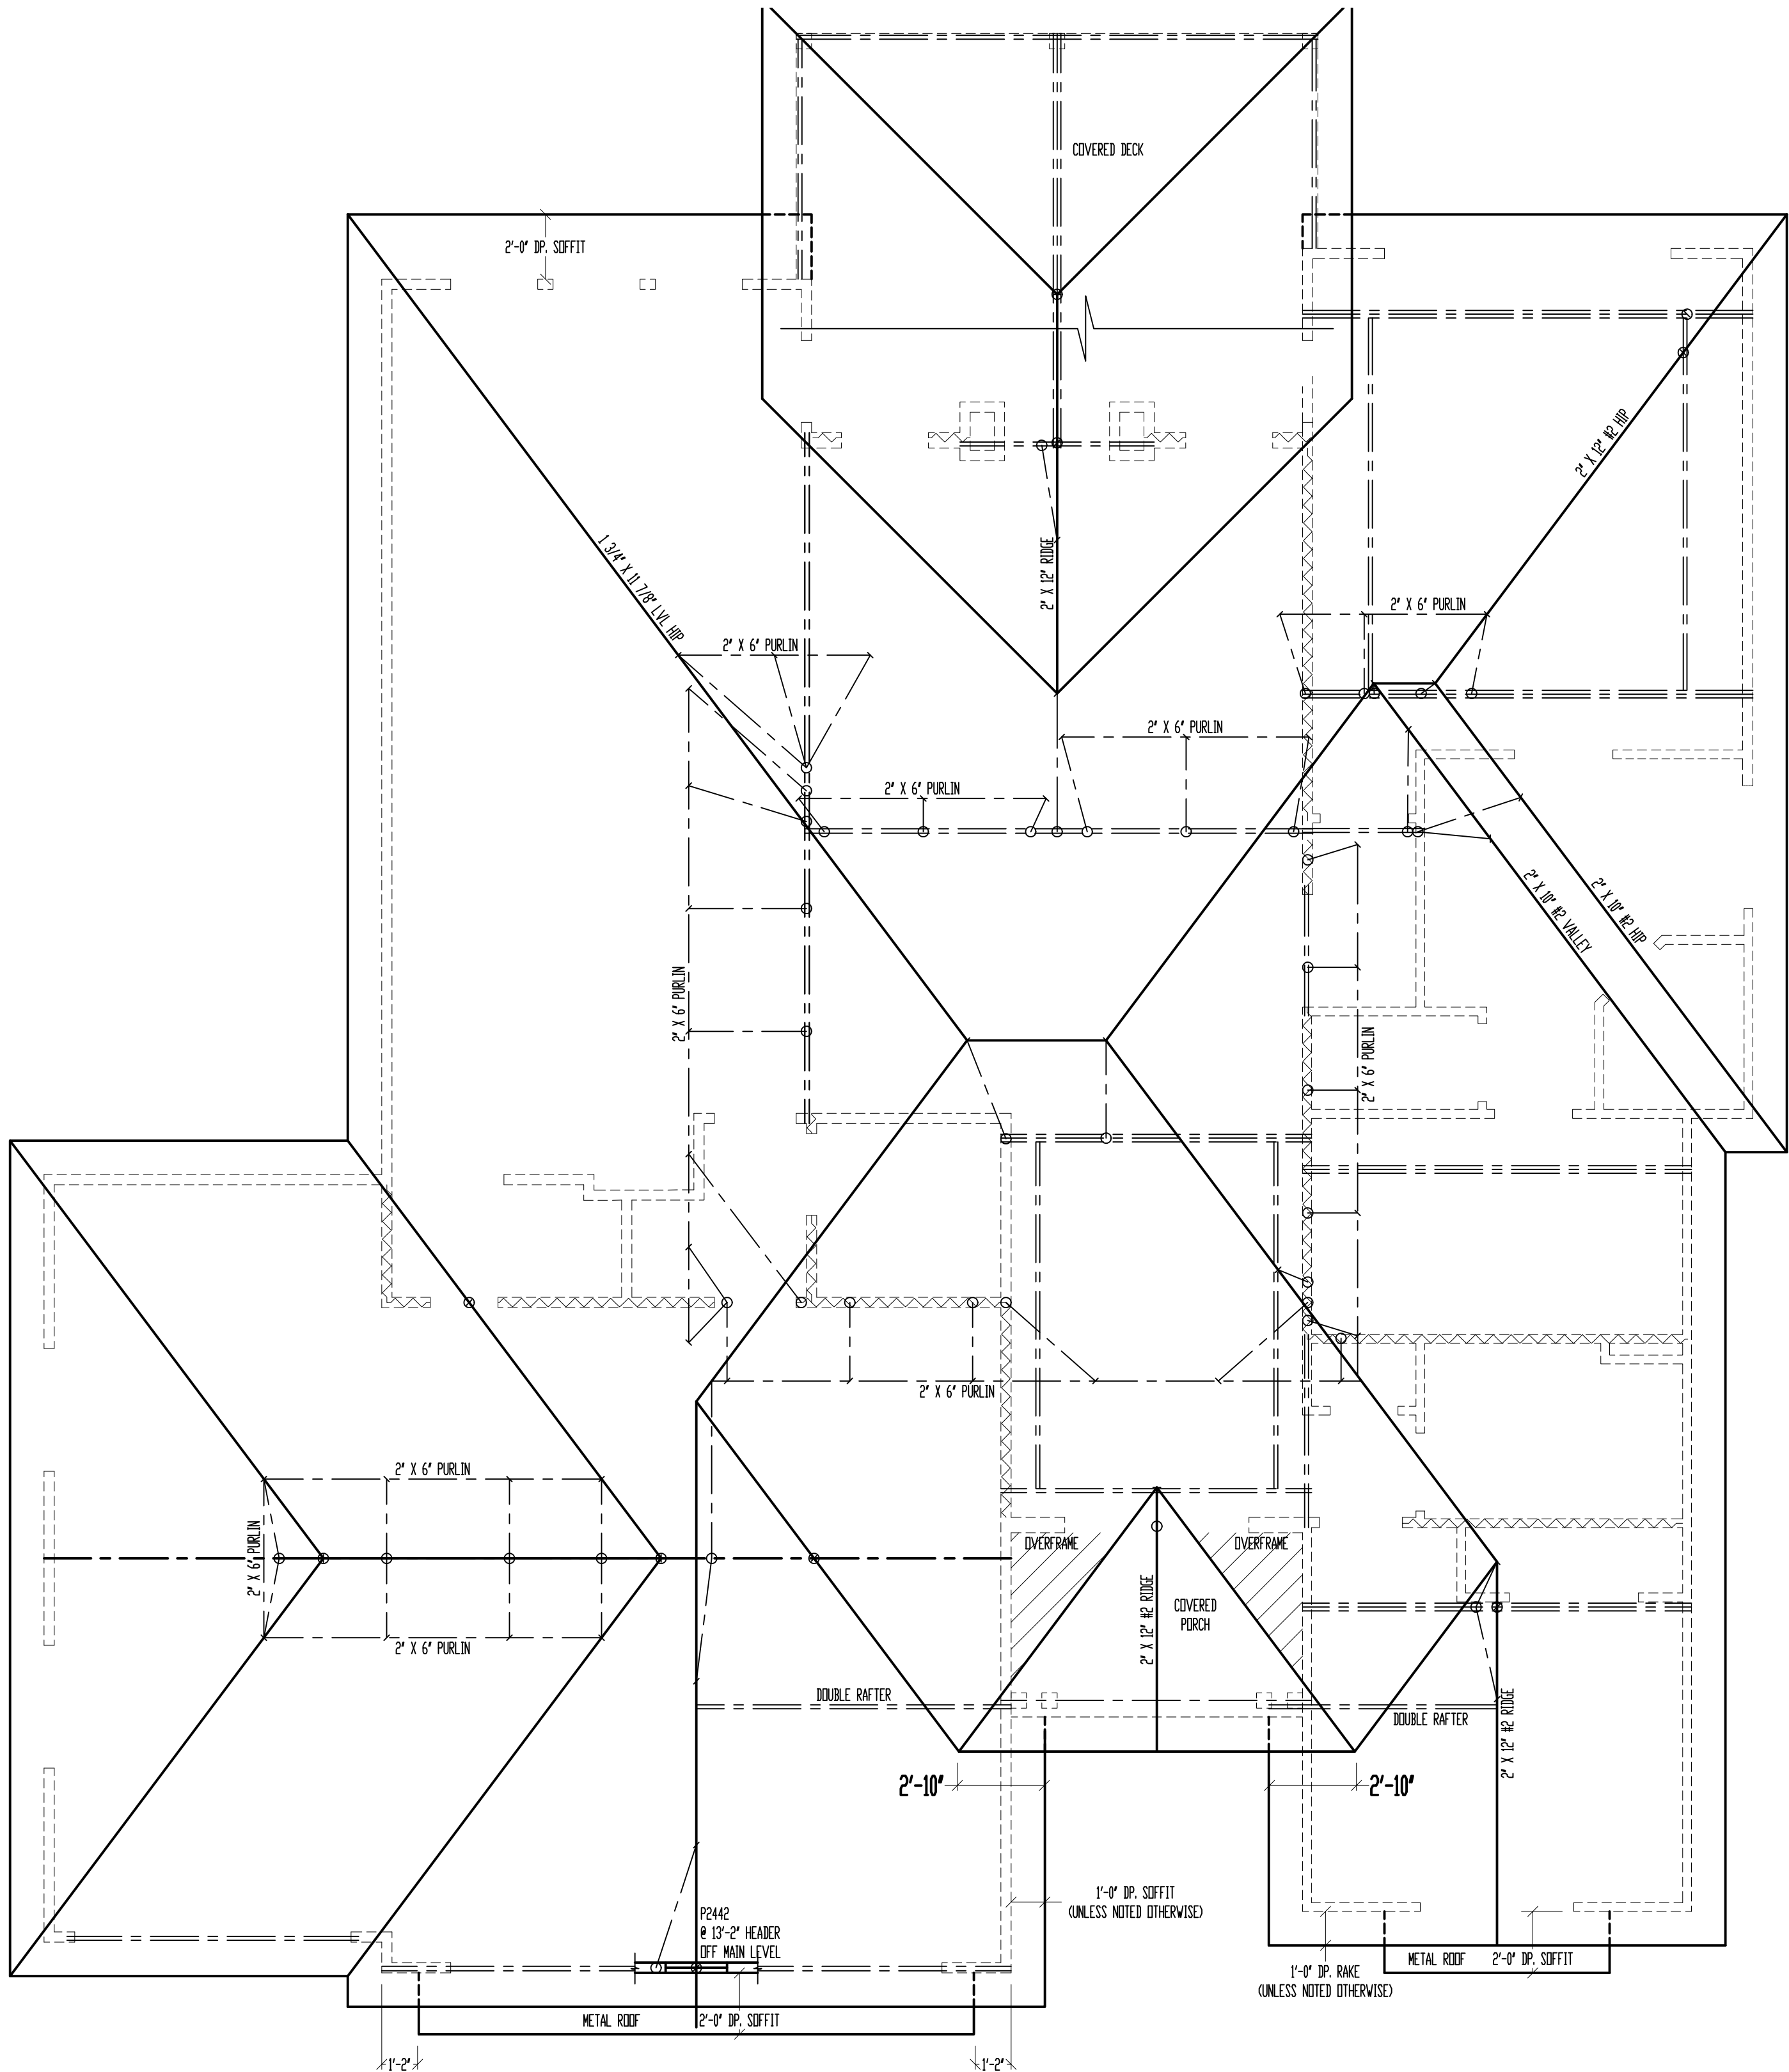 COVERED DECK
2'-0" DP. SOFFIT
2" X 12" #2 HIP
1 3/4" X 11 7/8" LVL HIP
2" X 12" RIDGE
2" X 6" PURLIN
2" X 6" PURLIN
2" X 6" PURLIN
2" X 6" PURLIN
2" X 10" #2 VALLEY
2" X 10" #2 HIP
2" X 6" PURLIN
2" X 6" PURLIN
2" X 6" PURLIN
2" X 6" PURLIN
2" X 6" PURLIN
2" X 6" PURLIN
OVERFRAME
OVERFRAME
2" X 12" #2 RIDGE
COVERED
PORCH
DOUBLE RAFTER
DOUBLE RAFTER
2" X 12" #2 RIDGE
2'-10"
2'-10"
P2442
@ 13'-2" HEADER
OFF MAIN LEVEL
1'-0" DP. SOFFIT
(UNLESS NOTED OTHERWISE)
METAL ROOF
2'-0" DP. SOFFIT
1'-0" DP. RAKE
(UNLESS NOTED OTHERWISE)
METAL ROOF
2'-0" DP. SOFFIT
1'-2"
1'-2"